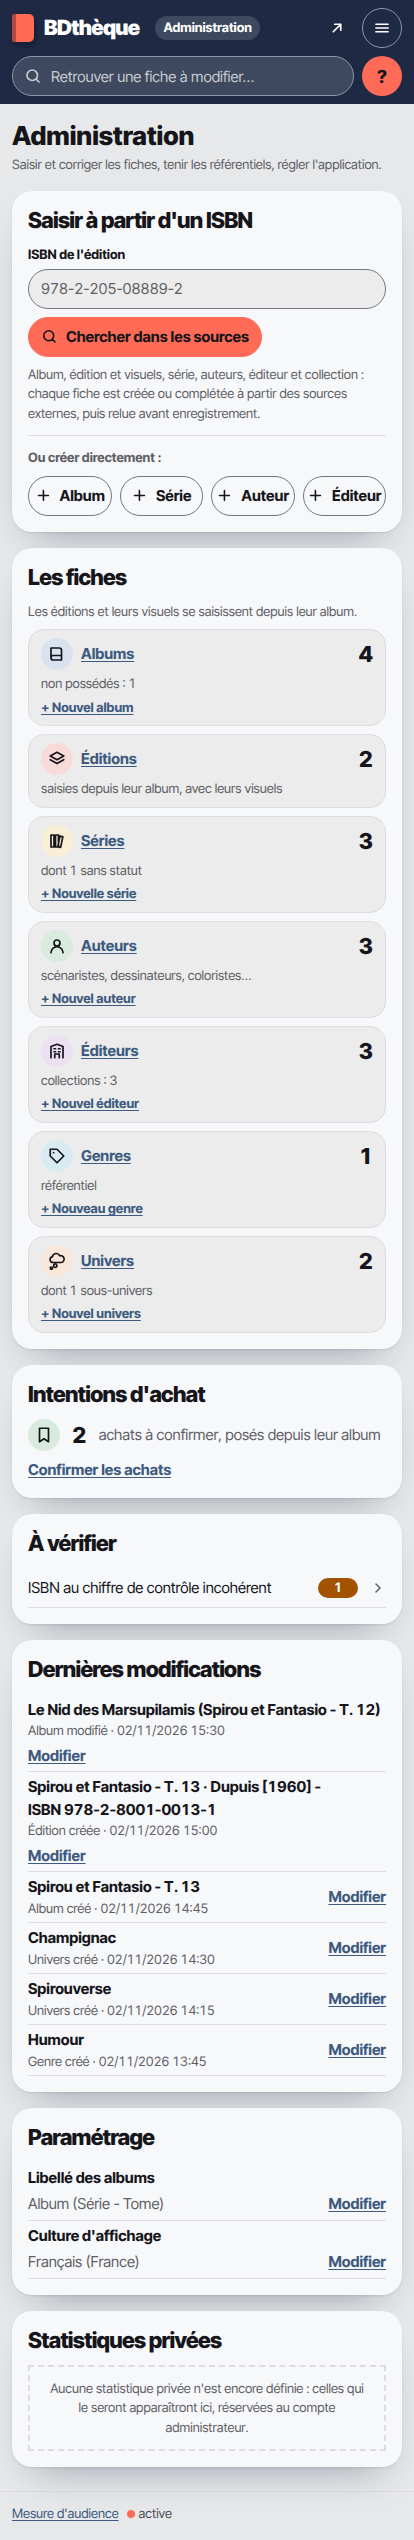 BDthèque Administration
Retrouver une fiche à modifier... ?
Administration
Saisir et corriger les fiches, tenir les référentiels, régler l'application.
Saisir à partir d'un ISBN
ISBN de l'édition
978-2-205-08889-2
Chercher dans les sources
Album, édition et visuels, série, auteurs, éditeur et collection :
chaque fiche est créée ou complétée à partir des sources
externes, puis relue avant enregistrement.
Ou créer directement :
+ Album + Série + Auteur + Éditeur
Les fiches
Les éditions et leurs visuels se saisissent depuis leur album.
Albums 4
non possédés : 1
+ Nouvel album
Éditions 2
saisies depuis leur album, avec leurs visuels
Séries 3
dont 1 sans statut
+ Nouvelle série
Auteurs 3
scénaristes, dessinateurs, coloristes...
+ Nouvel auteur
Éditeurs 3
collections : 3
+ Nouvel éditeur
Genres 1
référentiel
+ Nouveau genre
Univers 2
dont 1 sous-univers
+ Nouvel univers
Intentions d'achat
2 achats à confirmer, posés depuis leur album
Confirmer les achats
À vérifier
ISBN au chiffre de contrôle incohérent 1
Dernières modifications
Le Nid des Marsupilamis (Spirou et Fantasio - T. 12)
Album modifié · 02/11/2026 15:30
Modifier
Spirou et Fantasio - T. 13 · Dupuis [1960] -
ISBN 978-2-8001-0013-1
Édition créée · 02/11/2026 15:00
Modifier
Spirou et Fantasio - T. 13
Album créé · 02/11/2026 14:45
Modifier
Champignac
Univers créé · 02/11/2026 14:30
Modifier
Spirouverse
Univers créé · 02/11/2026 14:15
Modifier
Humour
Genre créé · 02/11/2026 13:45
Modifier
Paramétrage
Libellé des albums
Album (Série - Tome) Modifier
Culture d'affichage
Français (France) Modifier
Statistiques privées
Aucune statistique privée n'est encore définie : celles qui
le seront apparaîtront ici, réservées au compte
administrateur.
Mesure d'audience active